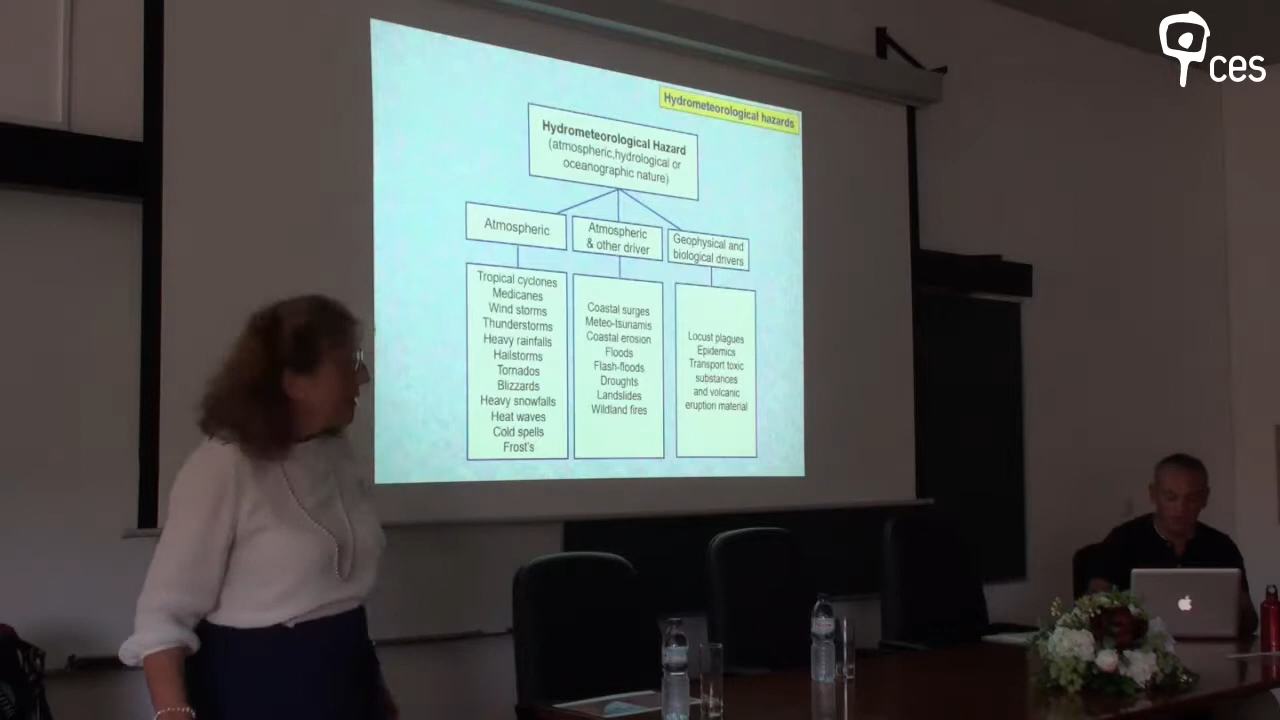 ces
Hydrometeorological hazards
Hydrometeorological Hazard
(atmospheric,hydrological or
oceanographic nature)
Atmospheric
Atmospheric
& other driver
Geophysical and
biological drivers
Tropical cyclones
Medicanes
Wind storms
Thunderstorms
Heavy rainfalls
Hailstorms
Tornados
Blizzards
Heavy snowfalls
Heat waves
Cold spells
Frost's
Coastal surges
Meteo-tsunamis
Coastal erosion
Floods
Flash-floods
Droughts
Landslides
Wildland fires
Locust plagues
Epidemics
Transport toxic
substances
and volcanic
eruption material